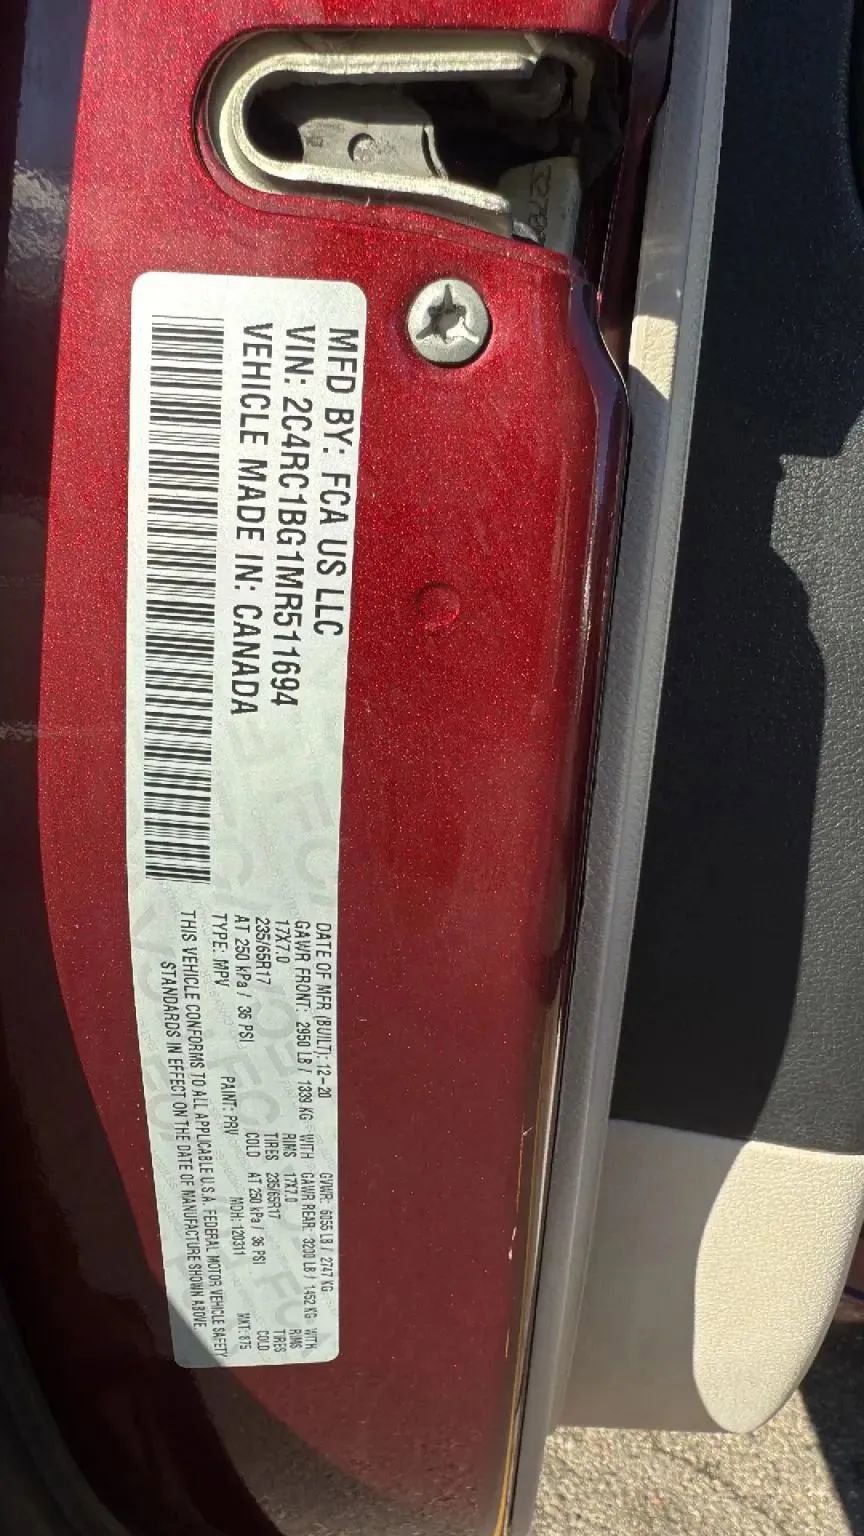 MFD BY: FCA US LLC
VIN: 2C4RC1BG1MR511694
VEHICLE MADE IN: CANADA
DATE OF MFR (BUILT): 12-20 GVWR: 6055 LB / 2747 KG
GAWR FRONT: 2950 LB / 1339 KG WITH GAWR REAR: 3200 LB / 1452 KG WITH
17X7.0 RIMS 17X7.0 RIMS
235/65R17 TIRES 235/65R17 TIRES
AT 250 kPa / 36 PSI COLD AT 250 kPa / 36 PSI COLD
TYPE: MPV PAINT: PRV MDH: 120311 MKT: 875
THIS VEHICLE CONFORMS TO ALL APPLICABLE U.S.A. FEDERAL MOTOR VEHICLE SAFETY
STANDARDS IN EFFECT ON THE DATE OF MANUFACTURE SHOWN ABOVE.